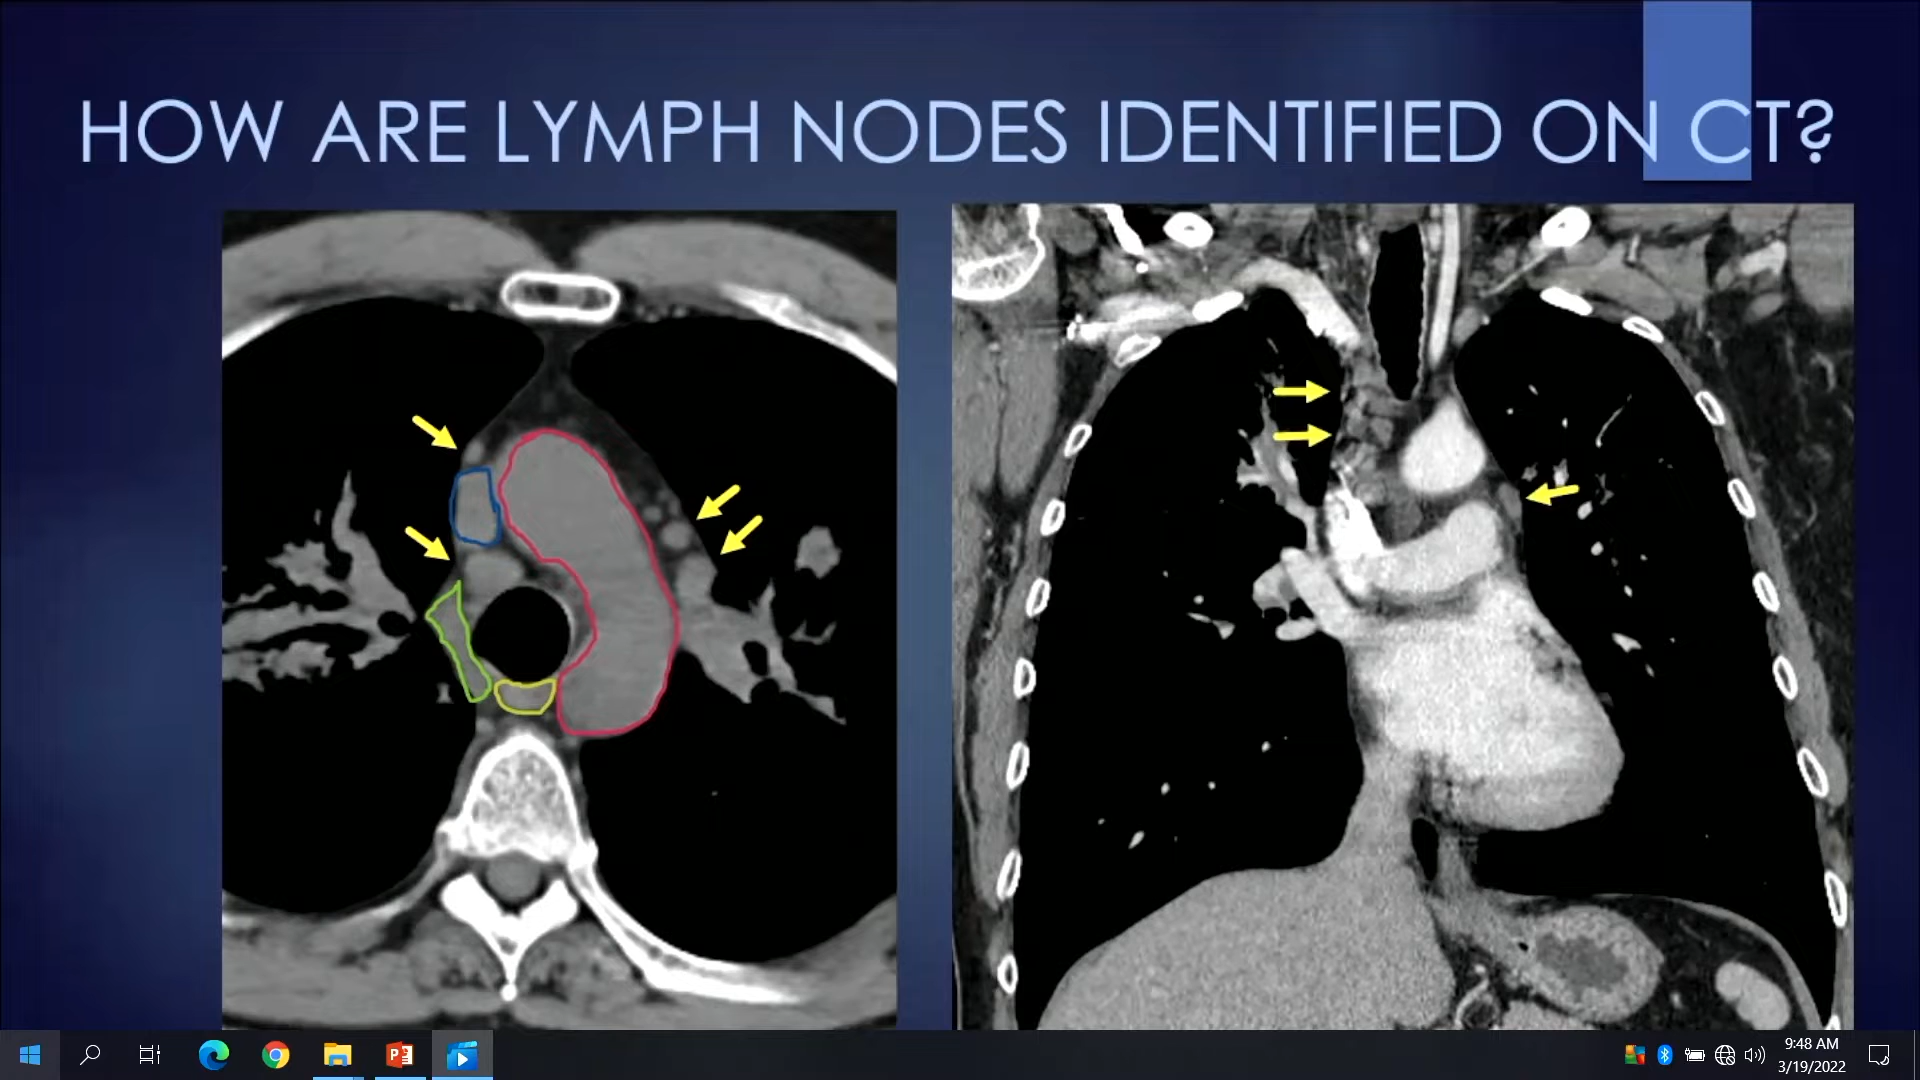 HOW ARE LYMPH NODES IDENTIFIED ON CT?
9:48 AM
3/19/2022